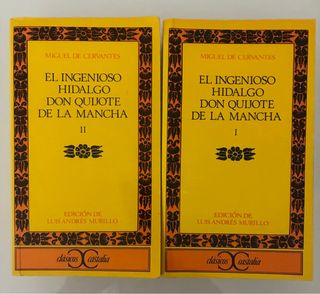 MIGUEL DE CERVANTES
EL INGENIOSO
HIDALGO
DON QUIJOTE
DE LA MANCHA
II
EDICIÓN DE
LUIS ANDRÉS MURILLO
clásicos castalia
MIGUEL DE CERVANTES
EL INGENIOSO
HIDALGO
DON QUIJOTE
DE LA MANCHA
I
EDICIÓN DE
LUIS ANDRÉS MURILLO
clásicos castalia